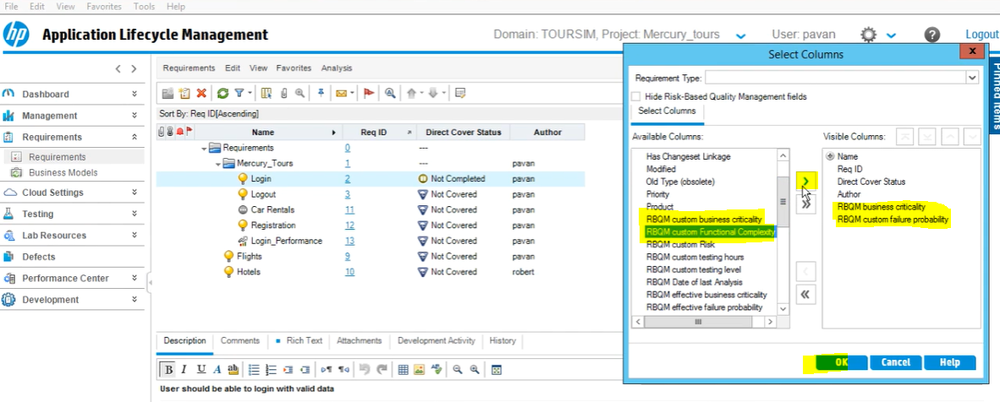 File Edit View Favorites Tools Help
hp Application Lifecycle Management
Domain: TOURSIM, Project: Mercury_tours User: pavan Logout
Dashboard
Management
Requirements
Requirements
Business Models
Cloud Settings
Testing
Lab Resources
Defects
Performance Center
Development
Requirements Edit View Favorites Analysis
Sort By: Req ID[Ascending]
Name Req ID Direct Cover Status Author
Requirements 0 ---
Mercury_Tours 1 --- pavan
Login 2 Not Completed pavan
Logout 3 Not Covered pavan
Car Rentals 11 Not Covered pavan
Registration 12 Not Covered pavan
Login_Performance 13 Not Covered pavan
Flights 9 Not Covered pavan
Hotels 10 Not Covered robert
Description Comments Rich Text Attachments Development Activity History
B I U A ab
User should be able to login with valid data
Select Columns
X
Requirement Type:
Hide Risk-Based Quality Management fields
Select Columns
Available Columns:
Has Changeset Linkage
Modified
Old Type (obsolete)
Priority
Product
RBQM custom business criticality
RBQM custom Functional Complexity
RBQM custom Risk
RBQM custom testing hours
RBQM custom testing level
RBQM Date of last Analysis
RBQM effective business criticality
RBQM effective failure probability
Visible Columns:
Name
Req ID
Direct Cover Status
Author
RBQM business criticality
RBQM custom failure probability
OK Cancel Help
Pinned Items